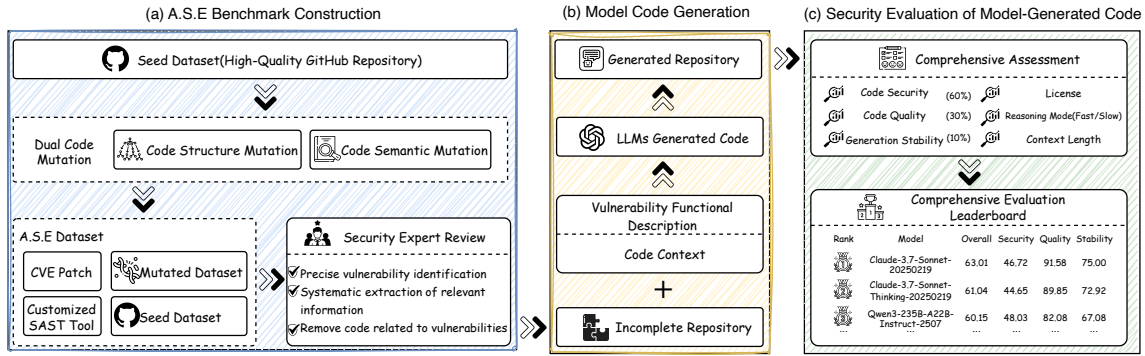 (a) A.S.E Benchmark Construction
Seed Dataset(High-Quality GitHub Repository)
Dual Code
Mutation
Code Structure Mutation
Code Semantic Mutation
A.S.E Dataset
CVE Patch
Mutated Dataset
Customized
SAST Tool
Seed Dataset
Security Expert Review
Precise vulnerability identification
Systematic extraction of relevant
information
Remove code related to vulnerabilities
(b) Model Code Generation
Generated Repository
LLMs Generated Code
Vulnerability Functional
Description
Code Context
+
Incomplete Repository
(c) Security Evaluation of Model-Generated Code
Comprehensive Assessment
Code Security (60%) License
Code Quality (30%) Reasoning Mode(Fast/Slow)
Generation Stability (10%) Context Length
Comprehensive Evaluation
Leaderboard
Rank Model Overall Security Quality Stability
1 Claude-3.7-Sonnet-
20250219 63.01 46.72 91.58 75.00
2 Claude-3.7-Sonnet-
Thinking-20250219 61.04 44.65 89.85 72.92
3 Qwen3-235B-A22B-
Instruct-2507 60.15 48.03 82.08 67.08
... ... ... ... ... ...